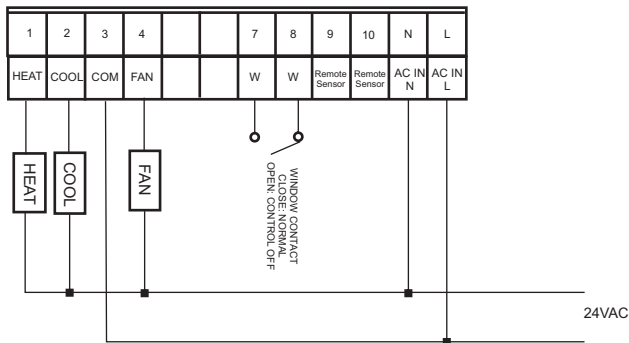 1 2 3 4 7 8 9 10 N L
HEAT COOL COM FAN W W Remote Sensor Remote Sensor AC IN N AC IN L
HEAT
COOL
FAN
WINDOW CONTACT
CLOSE: NORMAL
OPEN: CONTROL OFF
24VAC